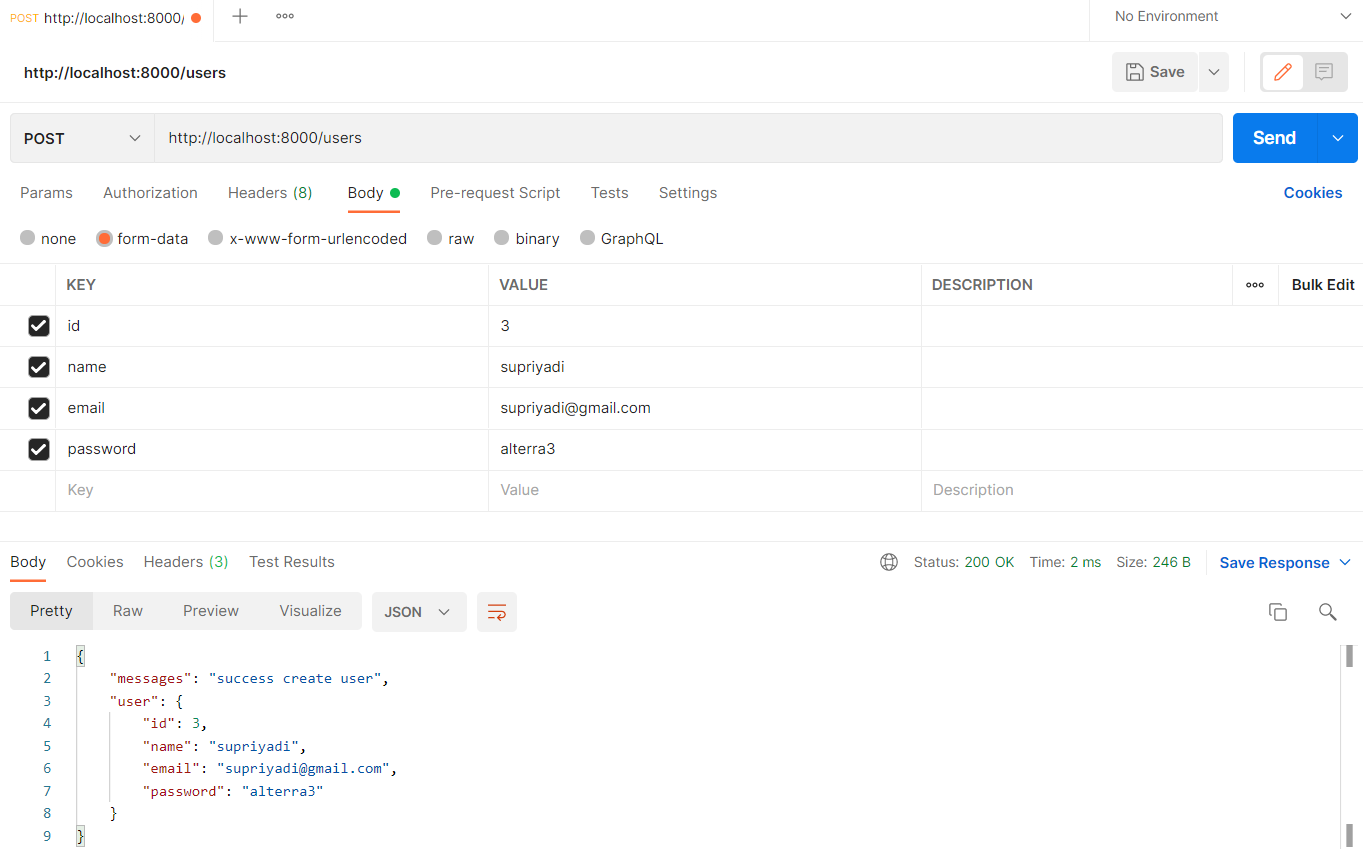 POST http://localhost:8000/ No Environment
http://localhost:8000/users Save
POST http://localhost:8000/users Send
Params Authorization Headers (8) Body Pre-request Script Tests Settings Cookies
none form-data x-www-form-urlencoded raw binary GraphQL
KEY VALUE DESCRIPTION Bulk Edit
id 3
name supriyadi
email supriyadi@gmail.com
password alterra3
Key Value Description
Body Cookies Headers (3) Test Results Status: 200 OK Time: 2 ms Size: 246 B Save Response
Pretty Raw Preview Visualize JSON
1 {
2 "messages": "success create user",
3 "user": {
4 "id": 3,
5 "name": "supriyadi",
6 "email": "supriyadi@gmail.com",
7 "password": "alterra3"
8 }
9 }